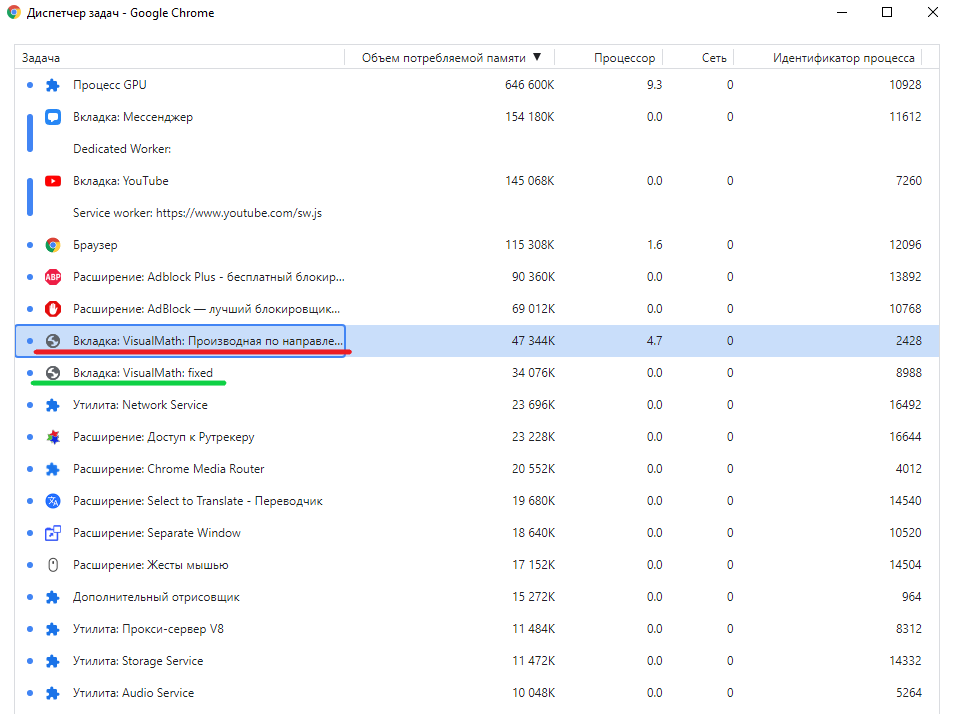 Диспетчер задач - Google Chrome
Задача Объем потребляемой памяти ▼ Процессор Сеть Идентификатор процесса
Процесс GPU 646 600K 9.3 0 10928
Вкладка: Мессенджер 154 180K 0.0 0 11612
Dedicated Worker:
Вкладка: YouTube 145 068K 0.0 0 7260
Service worker: https://www.youtube.com/sw.js
Браузер 115 308K 1.6 0 12096
ABP Расширение: Adblock Plus - бесплатный блокир... 90 360K 0.0 0 13892
Расширение: AdBlock — лучший блокировщик... 69 012K 0.0 0 10768
Вкладка: VisualMath: Производная по направле... 47 344K 4.7 0 2428
Вкладка: VisualMath: fixed 34 076K 0.0 0 8988
Утилита: Network Service 23 696K 0.0 0 16492
Расширение: Доступ к Рутрекеру 23 228K 0.0 0 16644
Расширение: Chrome Media Router 20 552K 0.0 0 4012
Расширение: Select to Translate - Переводчик 19 680K 0.0 0 14540
Расширение: Separate Window 18 640K 0.0 0 10520
Расширение: Жесты мышью 17 152K 0.0 0 14504
Дополнительный отрисовщик 15 272K 0.0 0 964
Утилита: Прокси-сервер V8 11 484K 0.0 0 8312
Утилита: Storage Service 11 472K 0.0 0 14332
Утилита: Audio Service 10 048K 0.0 0 5264